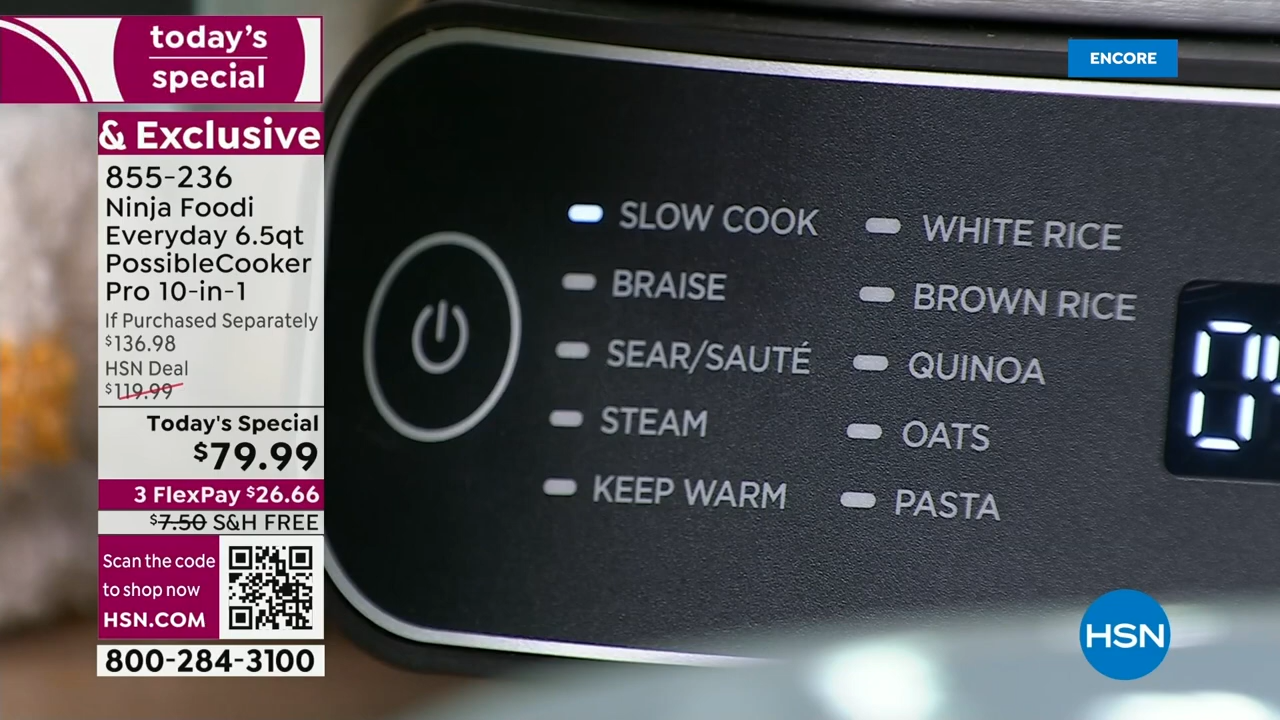 today's
special
ENCORE
& Exclusive
855-236
Ninja Foodi
Everyday 6.5qt
PossibleCooker
Pro 10-in-1
If Purchased Separately
$136.98
HSN Deal
$119.99
Today's Special
$79.99
3 FlexPay $26.66
$7.50 S&H FREE
Scan the code
to shop now
HSN.COM
800-284-3100
SLOW COOK
BRAISE
SEAR/SAUTÉ
STEAM
KEEP WARM
WHITE RICE
BROWN RICE
QUINOA
OATS
PASTA
HSN